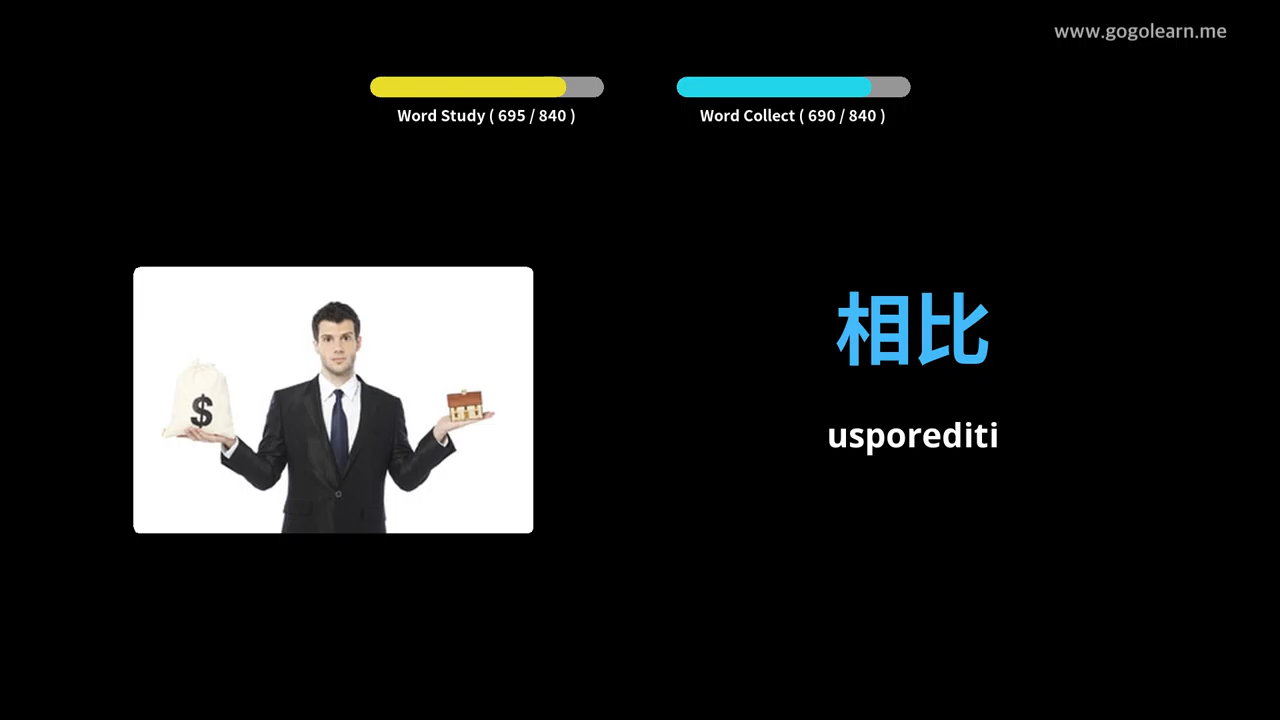 www.gogolearn.me
Word Study ( 695 / 840 )
Word Collect ( 690 / 840 )
$
相比
usporediti